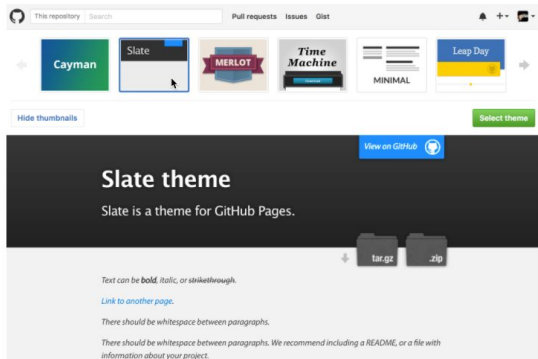 This repository Search Pull requests Issues Gist
Cayman
Slate
MERLOT
Time
Machine
MINIMAL
Leap Day
Hide thumbnails
Select theme
View on GitHub
Slate theme
Slate is a theme for GitHub Pages.
tar.gz
.zip
Text can be bold, italic, or strikethrough.
Link to another page.
There should be whitespace between paragraphs.
There should be whitespace between paragraphs. We recommend including a README, or a file with
information about your project.